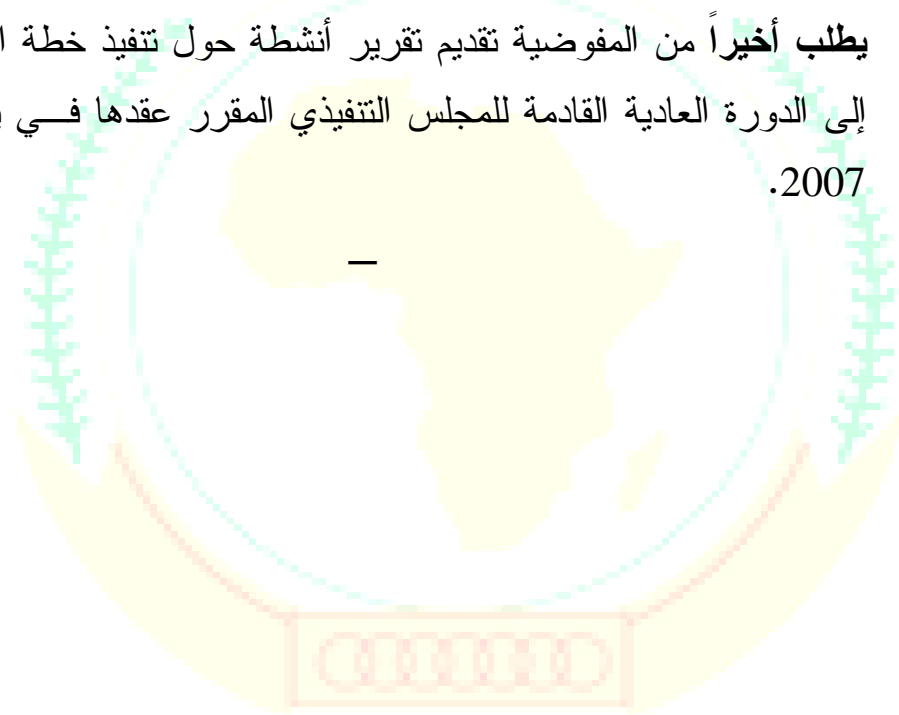 يطلب أخيراً من المفوضية تقديم تقرير أنشطة حول تنفيذ خطة
إلى الدورة العادية القادمة للمجلس التنفيذي المقرر عقدها فـــي
2007.